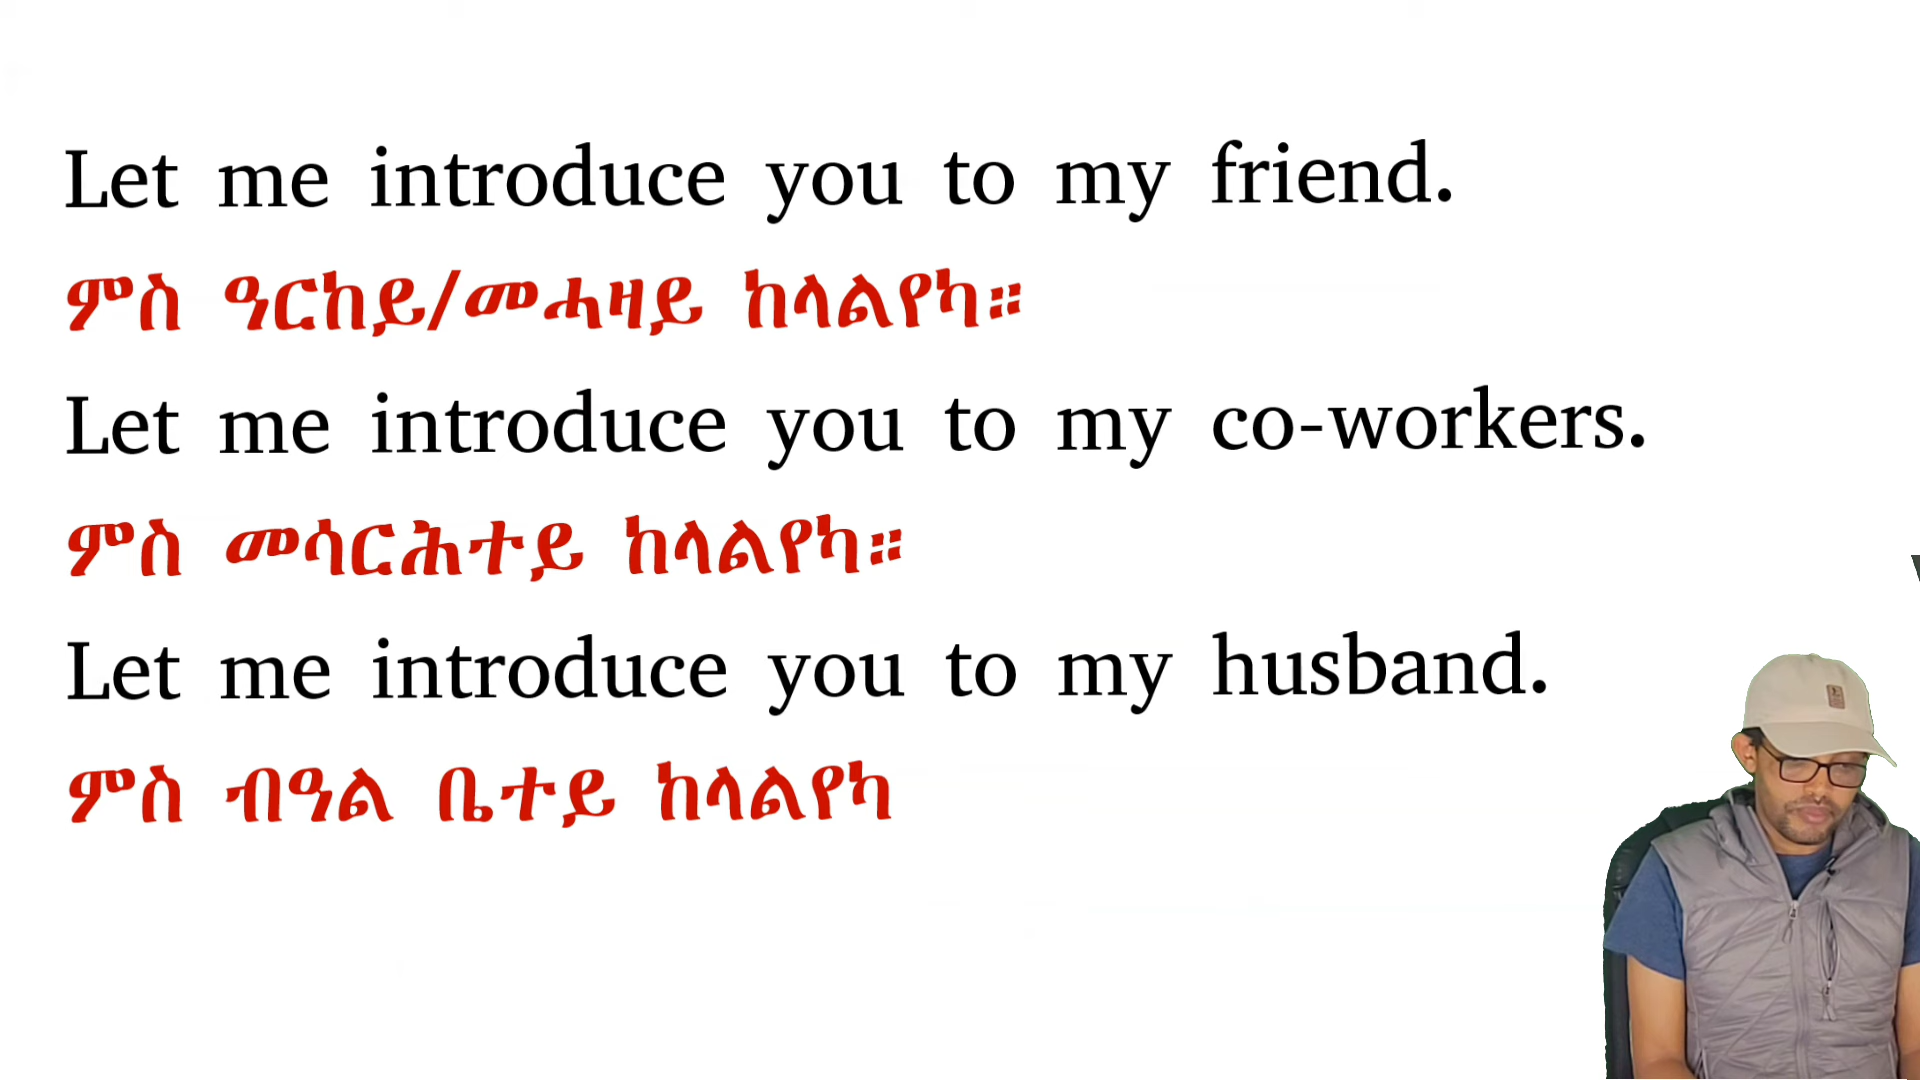 Let me introduce you to my friend.
ምስ ዓርከይ/መሓዛይ ከላልየካ።
Let me introduce you to my co-workers.
ምስ መሳርሕተይ ከላልየካ።
Let me introduce you to my husband.
ምስ ብዓል ቤተይ ከላልየካ